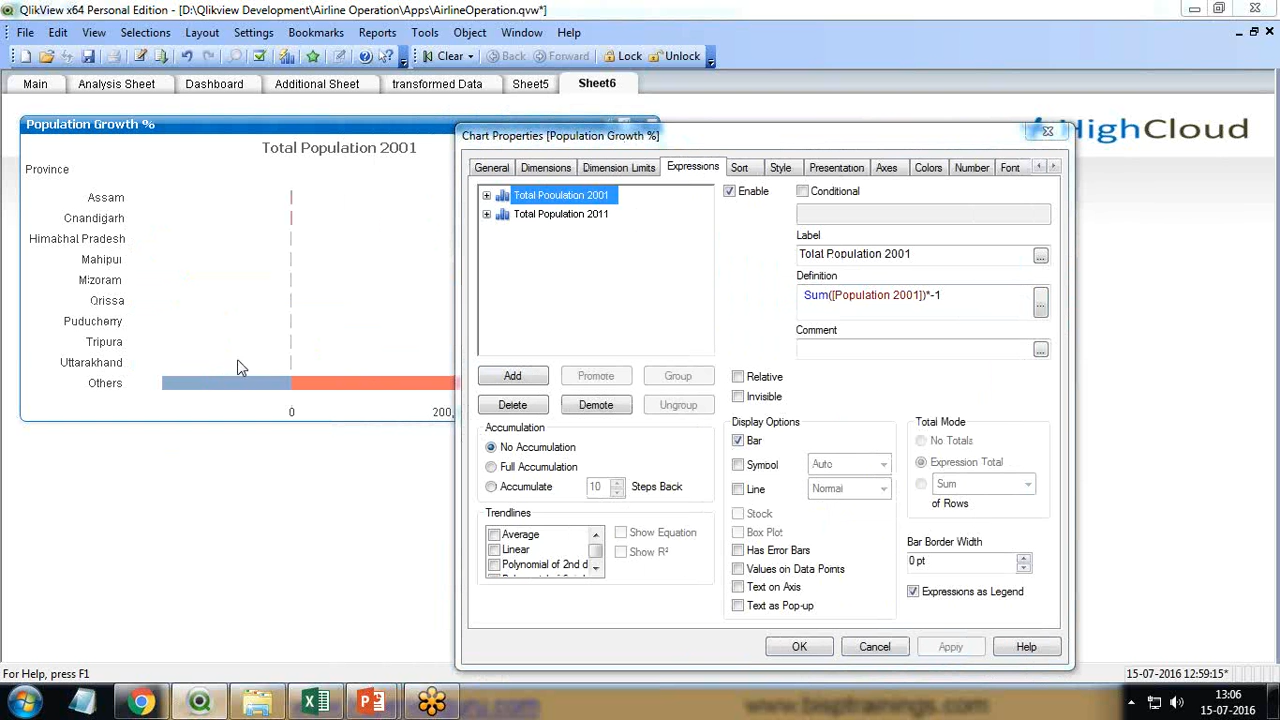 QlikView x64 Personal Edition - [D:\Qlikview Development\Airline Operation\Apps\AirlineOperation.qvw*]
File Edit View Selections Layout Settings Bookmarks Reports Tools Object Window Help
Clear Back Forward Lock Unlock
Main Analysis Sheet Dashboard Additional Sheet transformed Data Sheet5 Sheet6
Population Growth %
HighCloud
Total Population 2001
Province
Assam
Cnandigarh
Himachal Pradesh
Mahipui
Mizoram
Orissa
Puducherry
Tripura
Uttarakhand
Others
0 200,
Chart Properties [Population Growth %]
General Dimensions Dimension Limits Expressions Sort Style Presentation Axes Colors Number Font
Total Population 2001
Total Population 2011
Enable Conditional
Label
Total Population 2001
Definition
Sum([Population 2001])*-1
Comment
Add Promote Group
Delete Demote Ungroup
Relative
Invisible
Accumulation
No Accumulation
Full Accumulation
Accumulate 10 Steps Back
Trendlines
Average
Linear
Polynomial of 2nd d
Show Equation
Show R²
Display Options
Bar
Symbol Auto
Line Normal
Stock
Box Plot
Has Error Bars
Values on Data Points
Text on Axis
Text as Pop-up
Total Mode
No Totals
Expression Total
Sum
of Rows
Bar Border Width
0 pt
Expressions as Legend
OK Cancel Apply Help
For Help, press F1
15-07-2016 12:59:15*
www.bisptrainings.com
13:06
15-07-2016